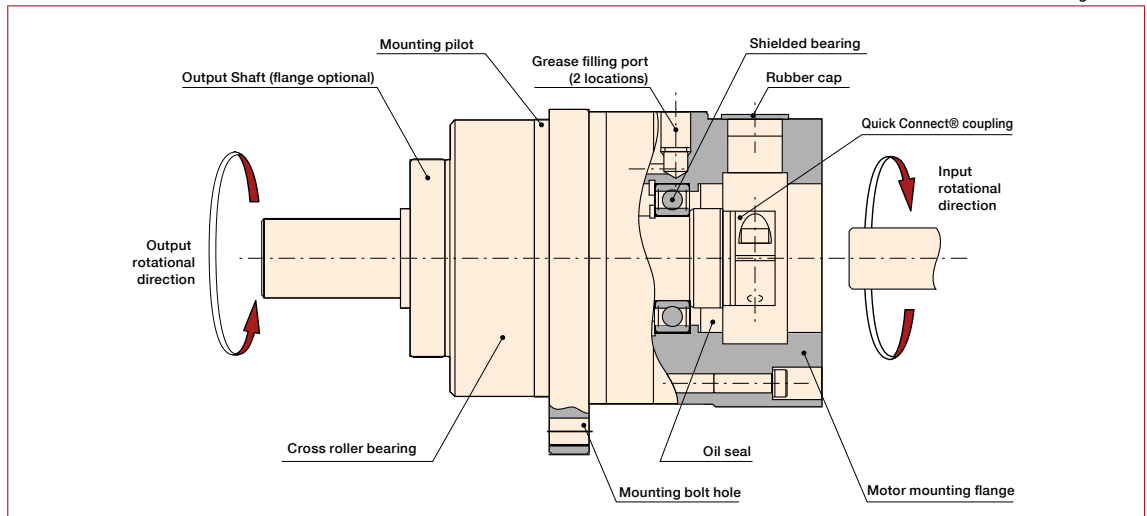 Mounting pilot
Output Shaft (flange optional)
Grease filling port
(2 locations)
Shielded bearing
Rubber cap
Quick Connect® coupling
Input
rotational
direction
Output
rotational
direction
Cross roller bearing
Mounting bolt hole
Oil seal
Motor mounting flange